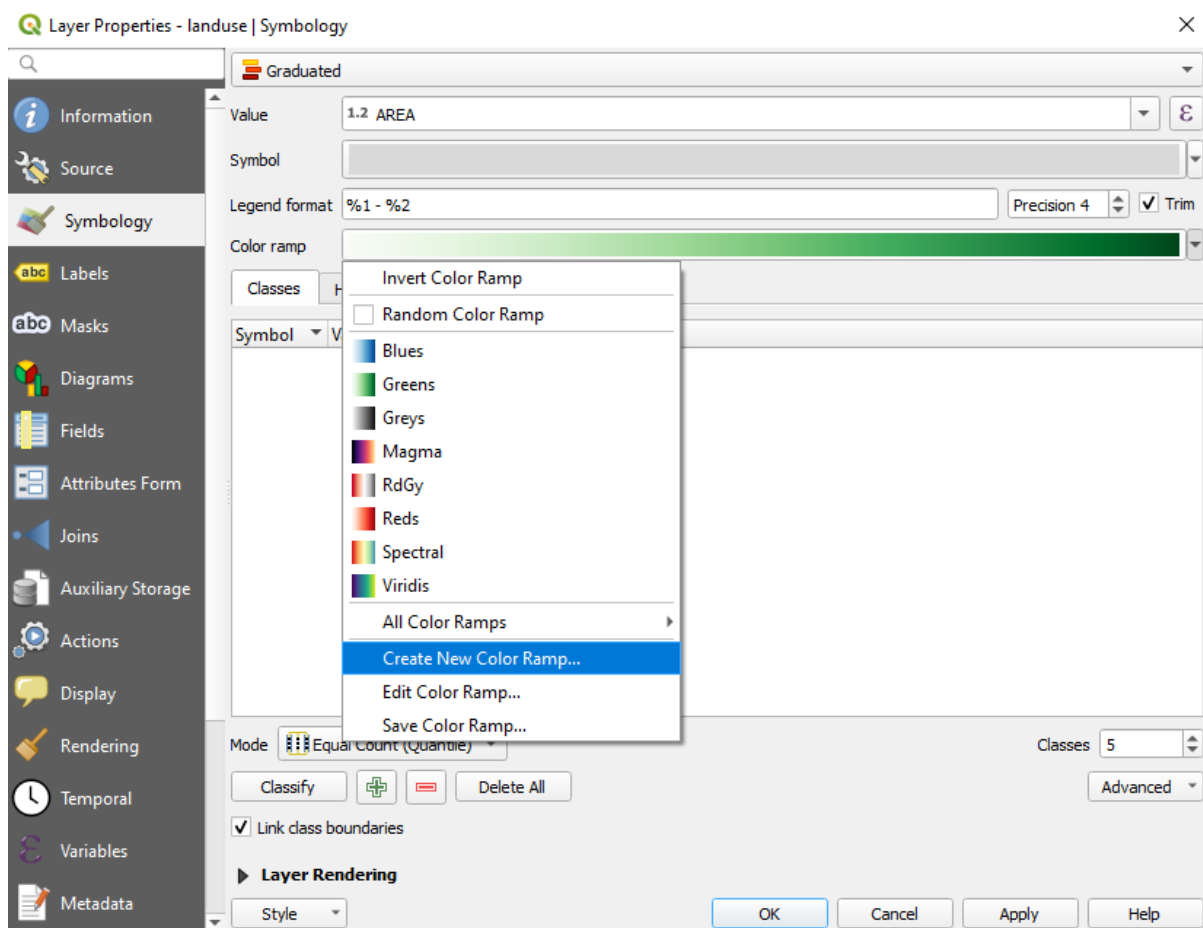 Layer Properties - landuse | Symbology
Information
Source
Symbology
Labels
Masks
Diagrams
Fields
Attributes Form
Joins
Auxiliary Storage
Actions
Display
Rendering
Temporal
Variables
Metadata
Graduated
Value 1.2 AREA ε
Symbol
Legend format %1 - %2 Precision 4 Trim
Color ramp
Classes H
Symbol V
Invert Color Ramp
Random Color Ramp
Blues
Greens
Greys
Magma
RdGy
Reds
Spectral
Viridis
All Color Ramps
Create New Color Ramp...
Edit Color Ramp...
Save Color Ramp...
Mode Equal Count (Quantile) Classes 5
Classify Delete All Advanced
Link class boundaries
Layer Rendering
Style OK Cancel Apply Help